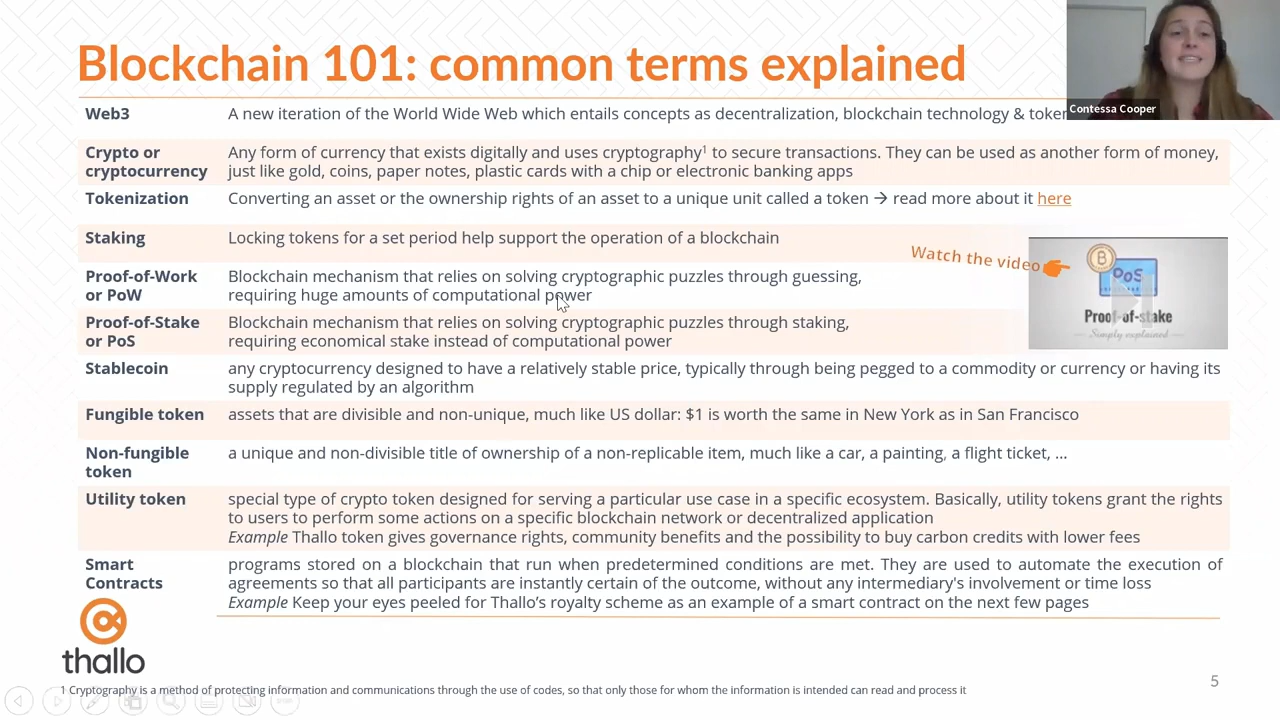 Blockchain 101: common terms explained
Contessa Cooper
Web3 A new iteration of the World Wide Web which entails concepts as decentralization, blockchain technology &
Crypto or cryptocurrency Any form of currency that exists digitally and uses cryptography1 to secure transactions. They can be used as another form of money,
just like gold, coins, paper notes, plastic cards with a chip or electronic banking apps
Tokenization Converting an asset or the ownership rights of an asset to a unique unit called a token → read more about it here
Staking Locking tokens for a set period help support the operation of a blockchain
Watch the video
PoS
Proof-of-stake
Simply explained
Proof-of-Work or PoW Blockchain mechanism that relies on solving cryptographic puzzles through guessing,
requiring huge amounts of computational power
Proof-of-Stake or PoS Blockchain mechanism that relies on solving cryptographic puzzles through staking,
requiring economical stake instead of computational power
Stablecoin any cryptocurrency designed to have a relatively stable price, typically through being pegged to a commodity or currency or having its
supply regulated by an algorithm
Fungible token assets that are divisible and non-unique, much like US dollar: $1 is worth the same in New York as in San Francisco
Non-fungible token a unique and non-divisible title of ownership of a non-replicable item, much like a car, a painting, a flight ticket, ...
Utility token special type of crypto token designed for serving a particular use case in a specific ecosystem. Basically, utility tokens grant the rights
to users to perform some actions on a specific blockchain network or decentralized application
Example Thallo token gives governance rights, community benefits and the possibility to buy carbon credits with lower fees
Smart Contracts programs stored on a blockchain that run when predetermined conditions are met. They are used to automate the execution of
agreements so that all participants are instantly certain of the outcome, without any intermediary's involvement or time loss
Example Keep your eyes peeled for Thallo's royalty scheme as an example of a smart contract on the next few pages
thallo
1 Cryptography is a method of protecting information and communications through the use of codes, so that only those for whom the information is intended can read and process it
5